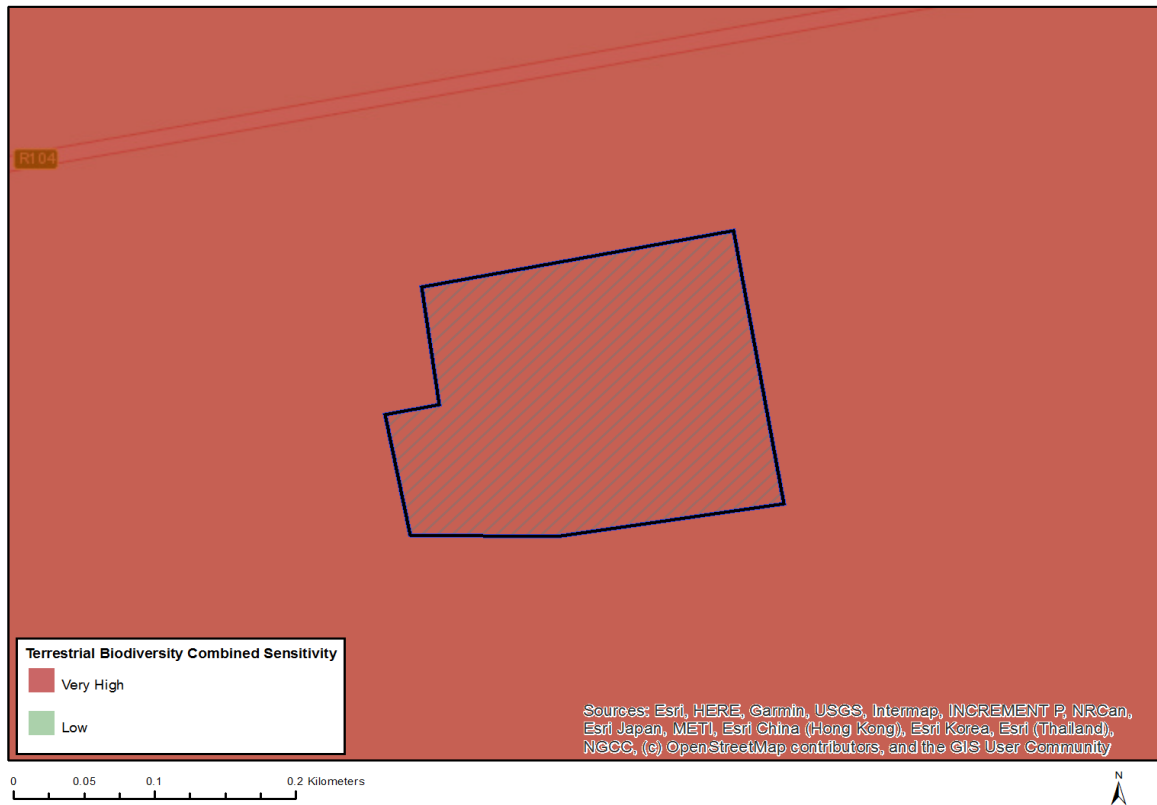 R104
Terrestrial Biodiversity Combined Sensitivity
Very High
Low
Sources: Esri, HERE, Garmin, USGS, Intermap, INCREMENT P, NRCan,
Esri Japan, METI, Esri China (Hong Kong), Esri Korea, Esri (Thailand),
NGCC, (c) OpenStreetMap contributors, and the GIS User Community
0 0.05 0.1 0.2 Kilometers
N